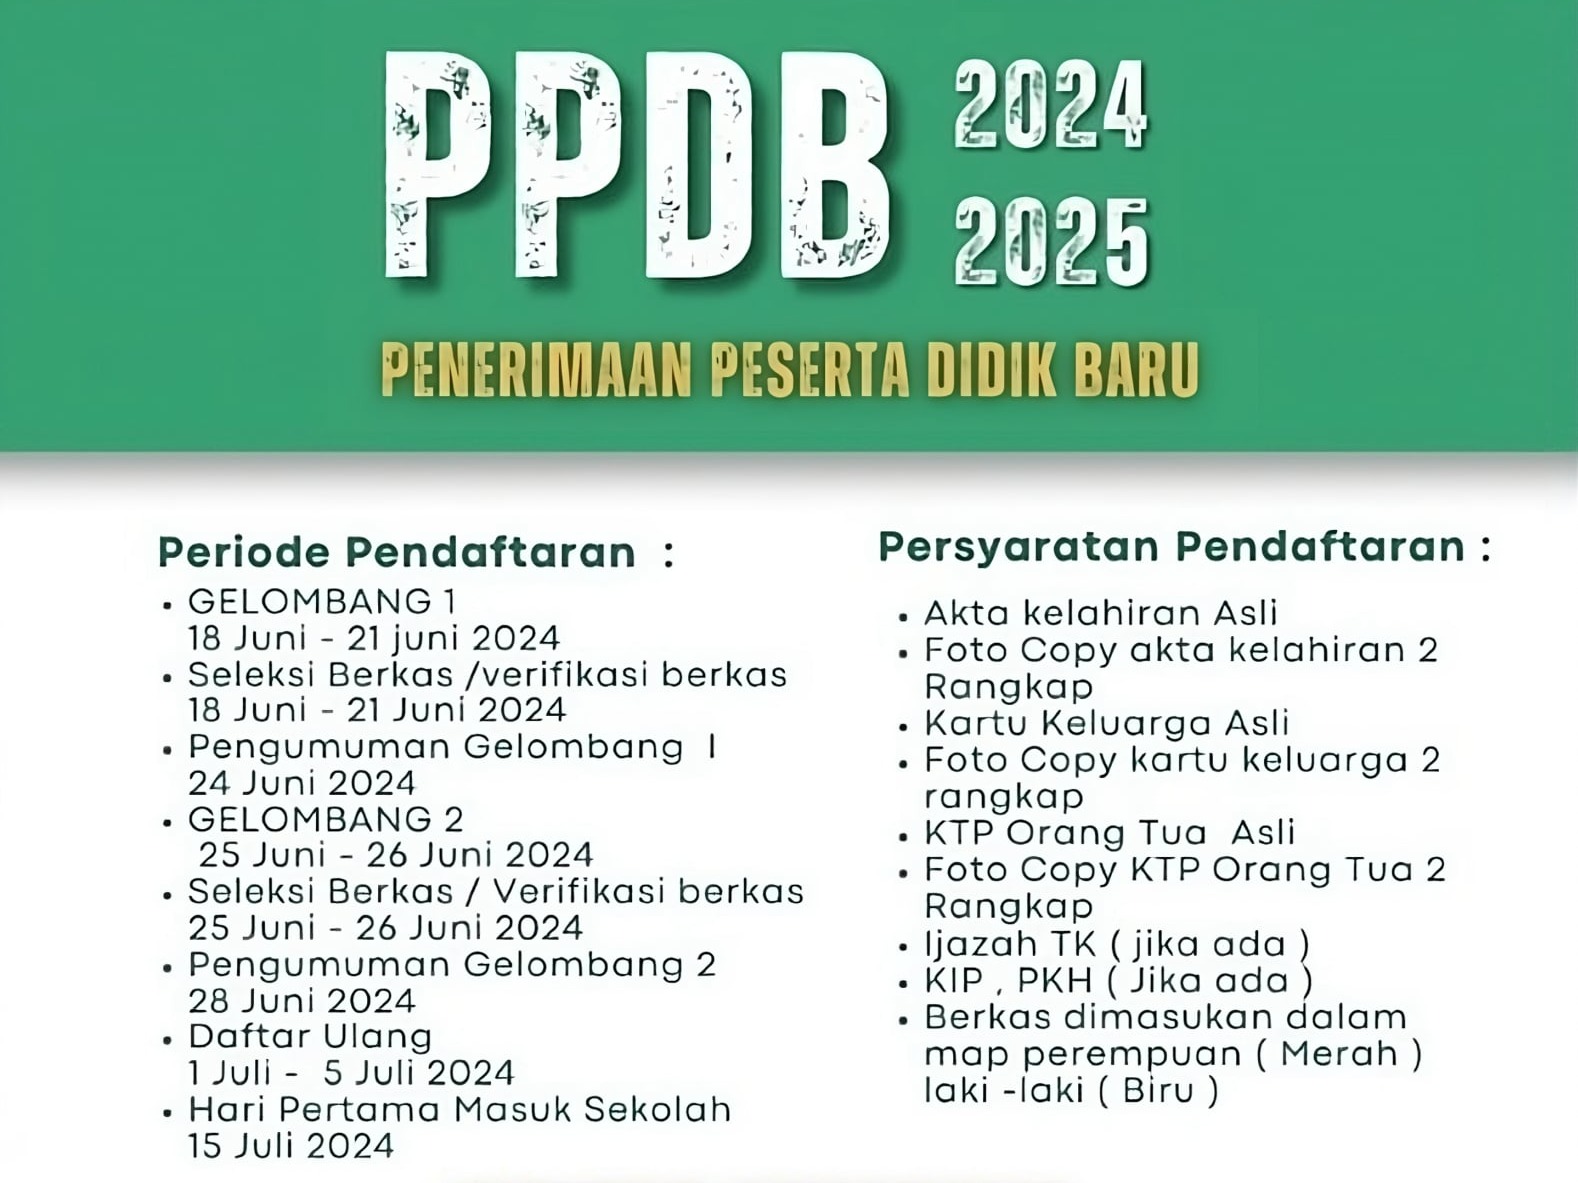 PPDB
2024
2025
PENERIMAAN PESERTA DIDIK BARU
Periode Pendaftaran :
• GELOMBANG 1
18 Juni - 21 juni 2024
• Seleksi Berkas /verifikasi berkas
18 Juni - 21 Juni 2024
• Pengumuman Gelombang I
24 Juni 2024
• GELOMBANG 2
25 Juni - 26 Juni 2024
• Seleksi Berkas / Verifikasi berkas
25 Juni - 26 Juni 2024
• Pengumuman Gelombang 2
28 Juni 2024
• Daftar Ulang
1 Juli - 5 Juli 2024
• Hari Pertama Masuk Sekolah
15 Juli 2024
Persyaratan Pendaftaran :
• Akta kelahiran Asli
• Foto Copy akta kelahiran 2
Rangkap
• Kartu Keluarga Asli
• Foto Copy kartu keluarga 2
rangkap
• KTP Orang Tua Asli
• Foto Copy KTP Orang Tua 2
Rangkap
• Ijazah TK ( jika ada )
• KIP , PKH ( Jika ada )
• Berkas dimasukan dalam
map perempuan ( Merah )
laki -laki ( Biru )